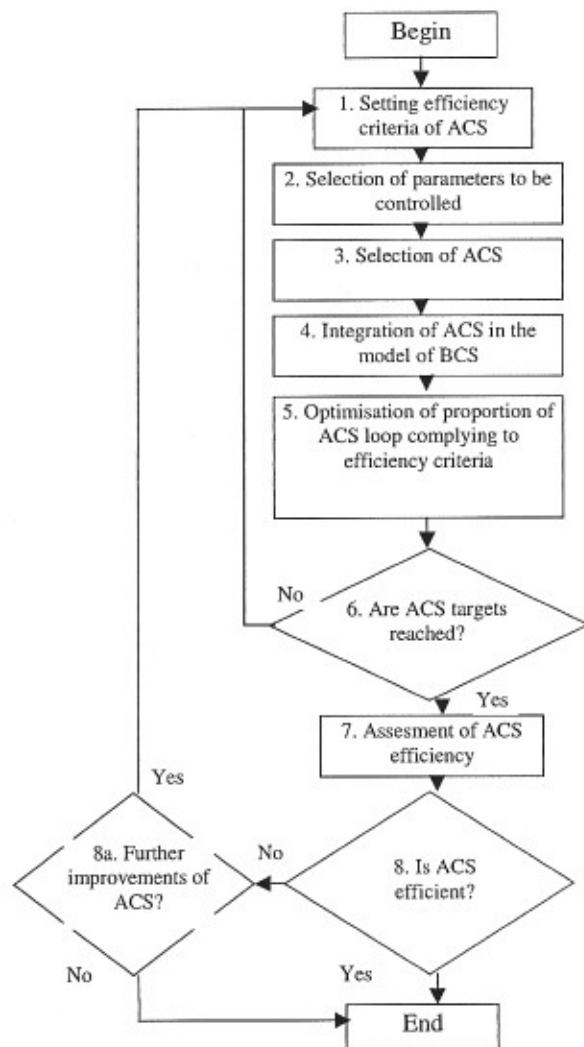 Begin
1. Setting efficiency
criteria of ACS
2. Selection of parameters to be
controlled
3. Selection of ACS
4. Integration of ACS in the
model of BCS
5. Optimisation of proportion of
ACS loop complying to
efficiency criteria
No
6. Are ACS targets
reached?
Yes
7. Assesment of ACS
efficiency
Yes
8a. Further
improvements of
ACS?
No
8. Is ACS
efficient?
No
Yes
End